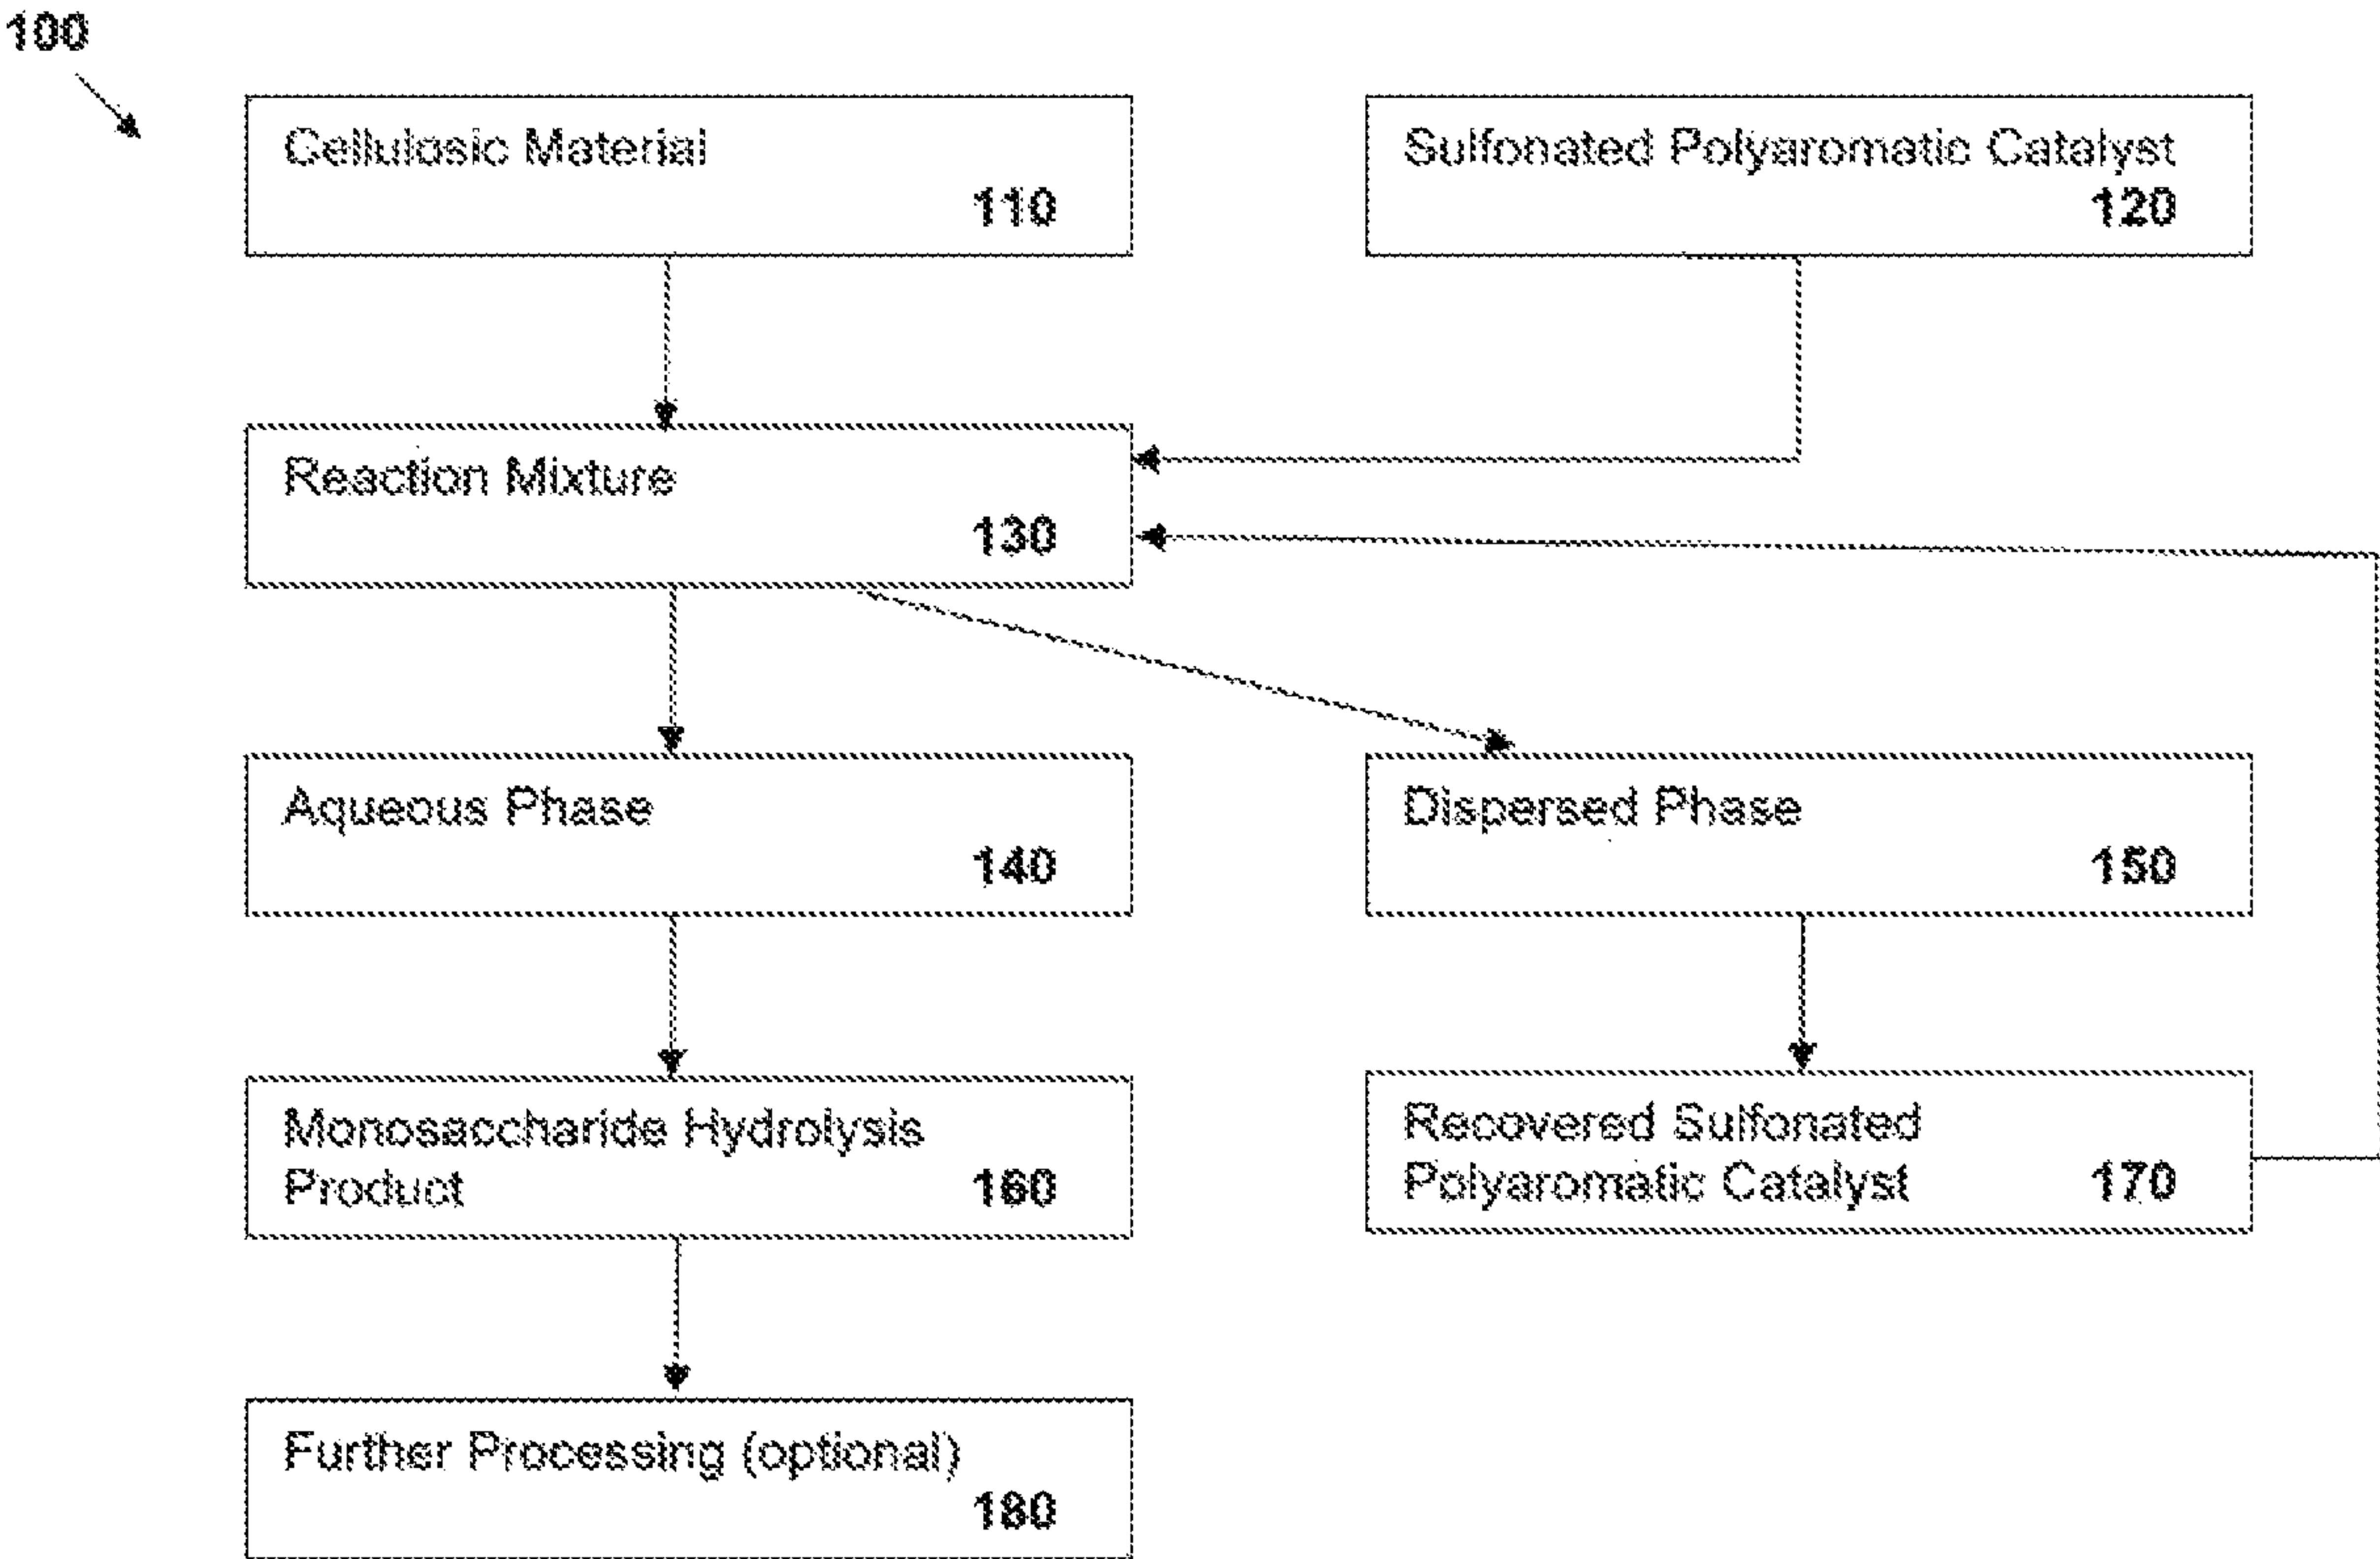 100
Cellulosic Material
110
Sulfonated Polyaromatic Catalyst
120
Reaction Mixture
130
Aqueous Phase
140
Dispersed Phase
150
Monosaccharide Hydrolysis
Product 160
Recovered Sulfonated
Polyaromatic Catalyst 170
Further Processing (optional)
180